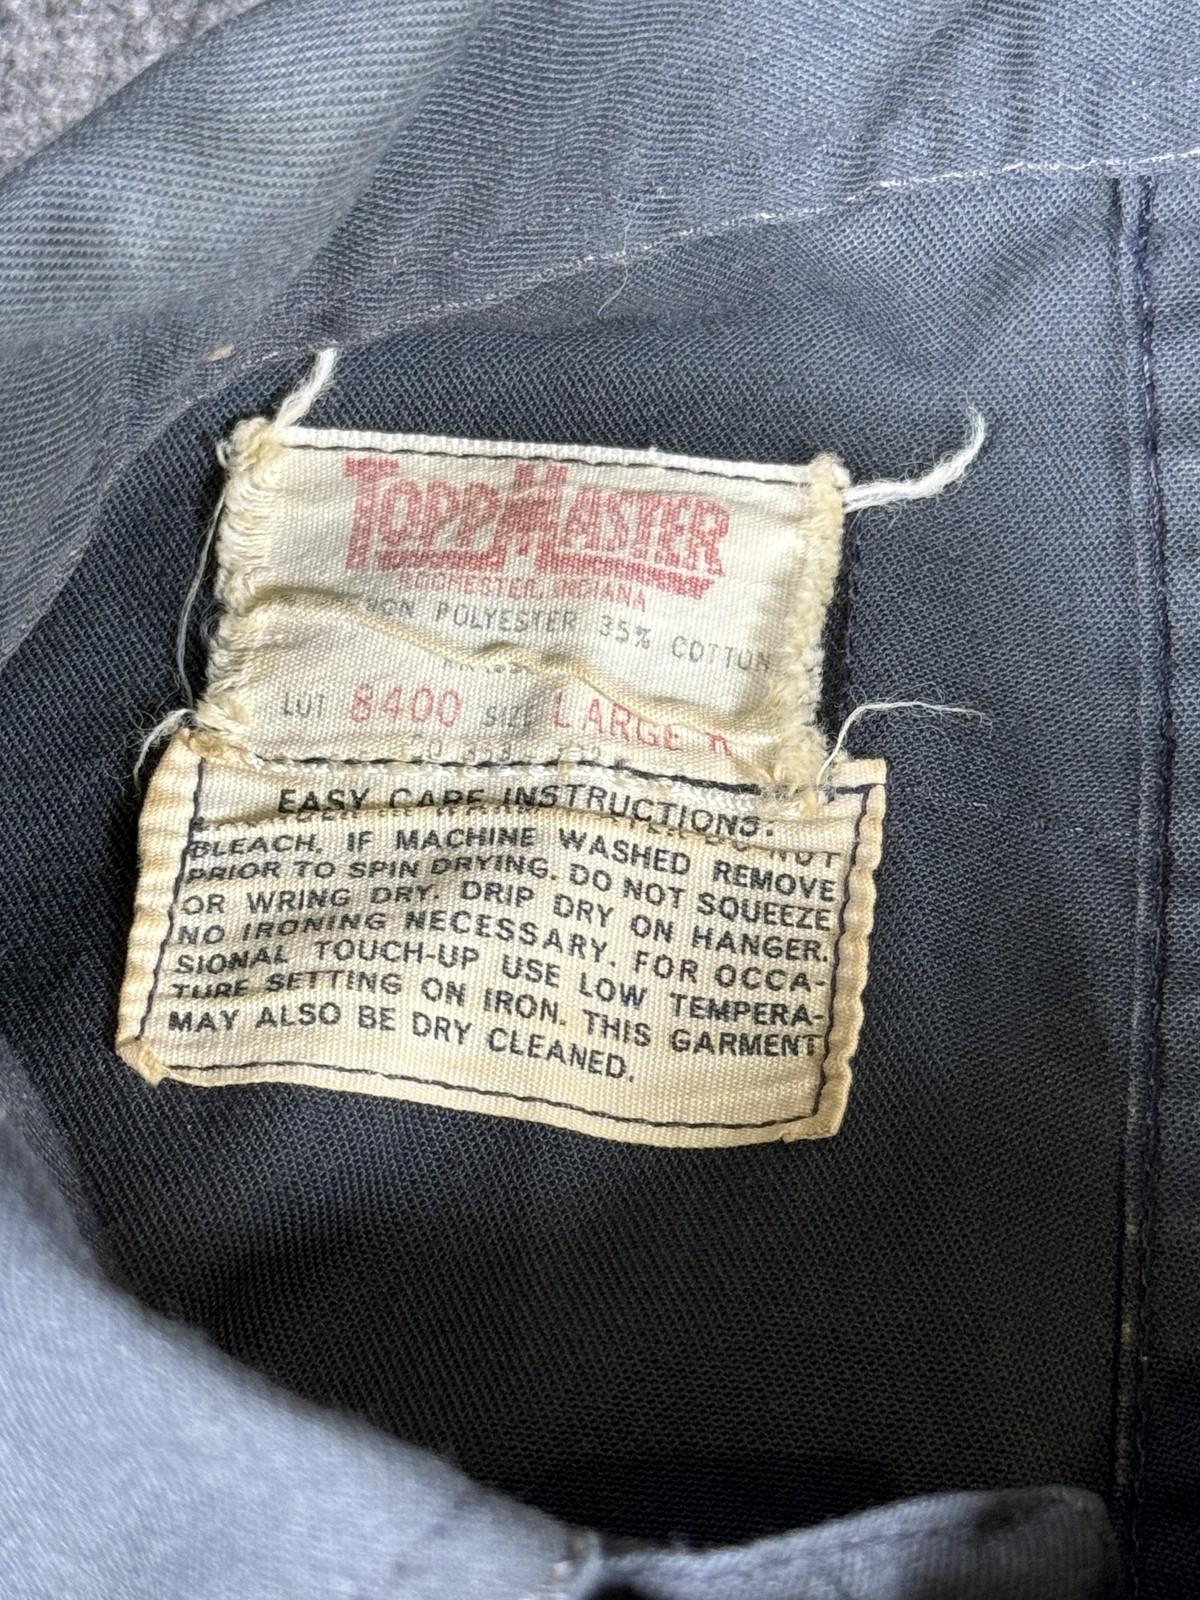 TOPPMASTER
ROCHESTER, INDIANA
POLYESTER 35% COTTON
LOT 8400 SIZE LARGE R
EASY CARE INSTRUCTIONS:
DO NOT
BLEACH. IF MACHINE WASHED REMOVE
PRIOR TO SPIN DRYING. DO NOT SQUEEZE
OR WRING DRY. DRIP DRY ON HANGER.
NO IRONING NECESSARY. FOR OCCA-
SIONAL TOUCH-UP USE LOW TEMPERA-
TURE SETTING ON IRON. THIS GARMENT
MAY ALSO BE DRY CLEANED.